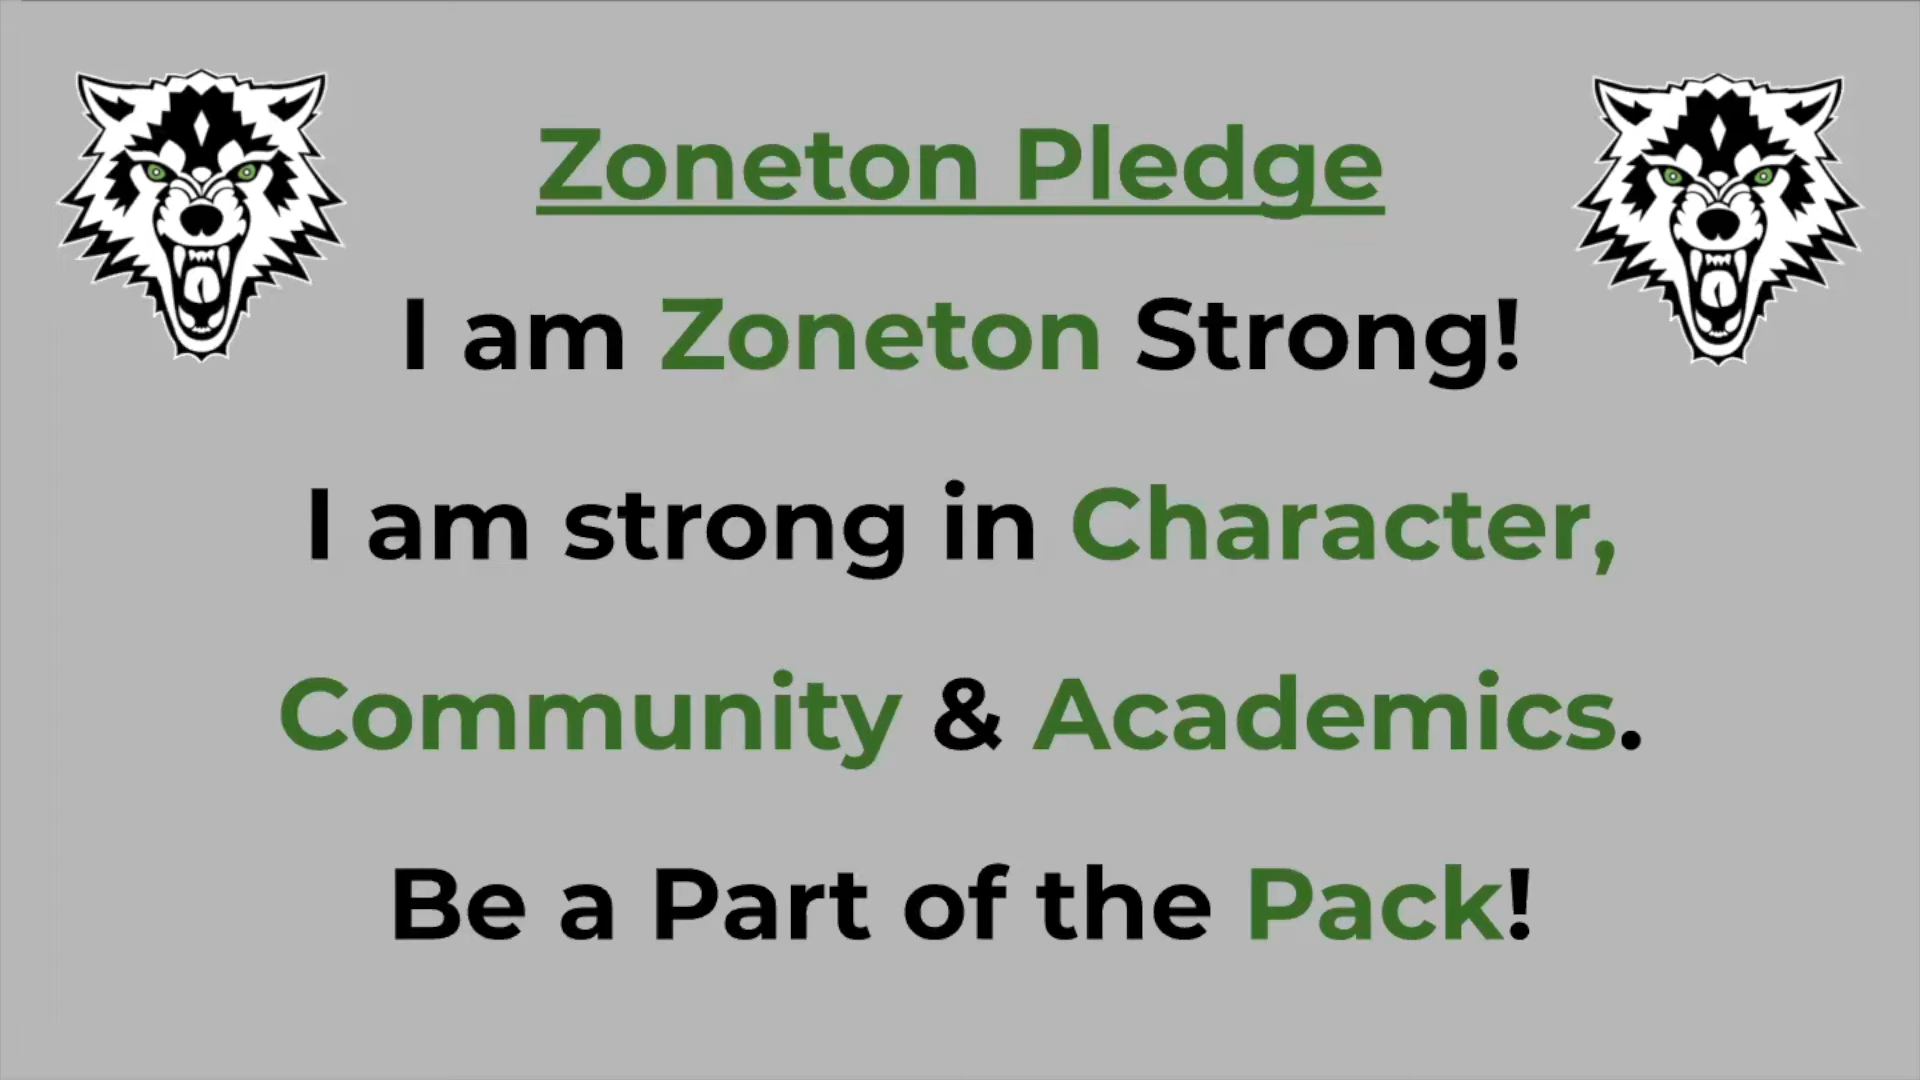 Zoneton Pledge
I am Zoneton Strong!
I am strong in Character,
Community & Academics.
Be a Part of the Pack!